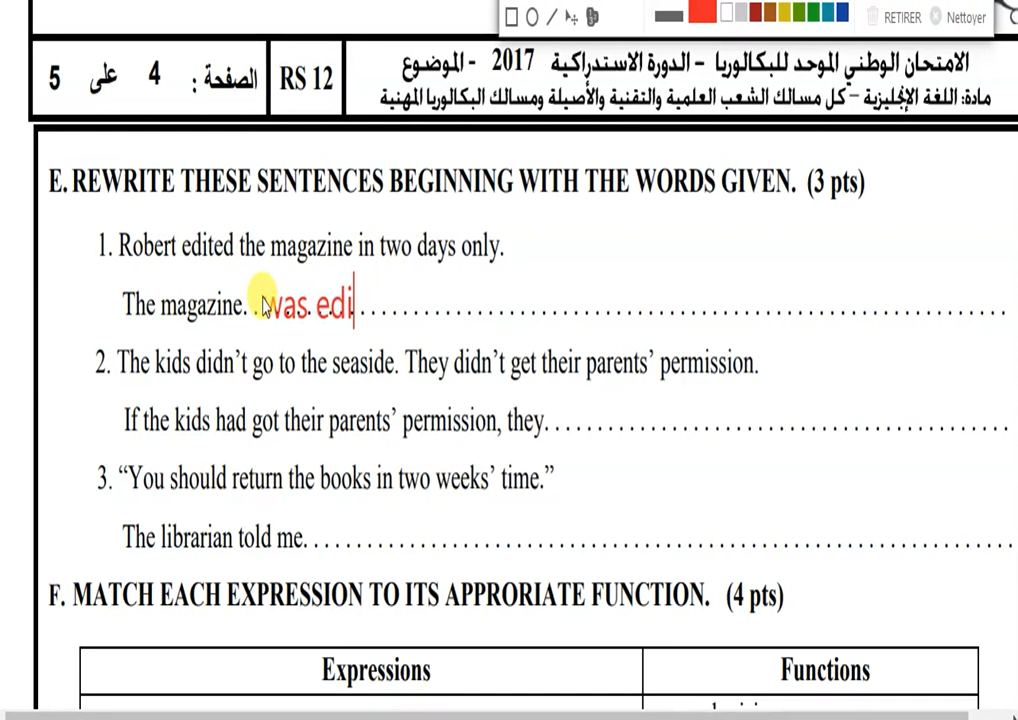 RETIRER Nettoyer
الامتحان الوطني الموحد للبكالوريا - الدورة الاستدراكية 2017 - الموضوع
مادة: اللغة الإنجليزية - كل مسالك الشعب العلمية والتقنية والأصيلة ومسالك البكالوريا المهنية
RS 12
الصفحة : 4 على 5
E. REWRITE THESE SENTENCES BEGINNING WITH THE WORDS GIVEN. (3 pts)
1. Robert edited the magazine in two days only.
The magazine. . was edi. . . . . . . . . . . . . . . . . . . . . . . . . . . . . . . . . . . . . . . . . . . . . . . . . . . . . . . .
2. The kids didn’t go to the seaside. They didn’t get their parents’ permission.
If the kids had got their parents’ permission, they. . . . . . . . . . . . . . . . . . . . . . . . . . . . . . . . . . . . . . . . .
3. “You should return the books in two weeks’ time.”
The librarian told me. . . . . . . . . . . . . . . . . . . . . . . . . . . . . . . . . . . . . . . . . . . . . . . . . . . . . . . . . . . . . . .
F. MATCH EACH EXPRESSION TO ITS APPRORIATE FUNCTION. (4 pts)
Expressions Functions